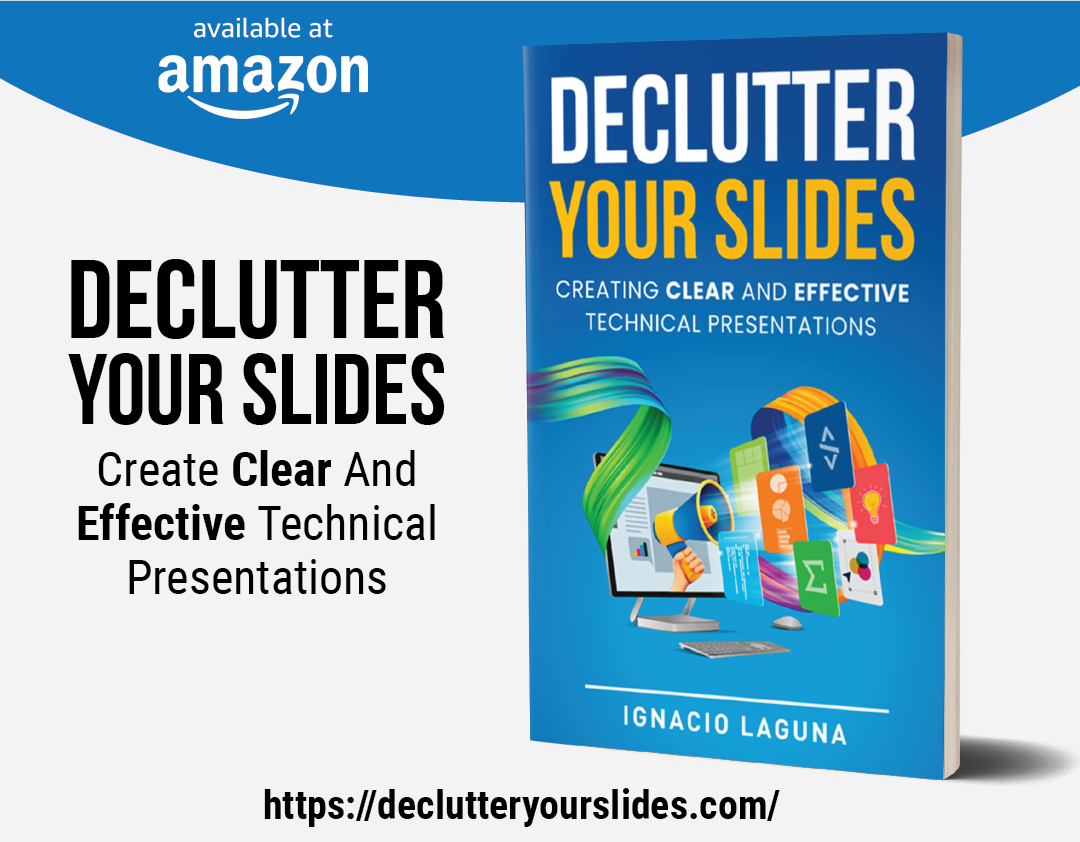 available at
amazon
DECLUTTER
YOUR SLIDES
Create Clear And
Effective Technical
Presentations
DECLUTTER
YOUR SLIDES
CREATING CLEAR AND EFFECTIVE
TECHNICAL PRESENTATIONS
IGNACIO LAGUNA
https://declutteryourslides.com/